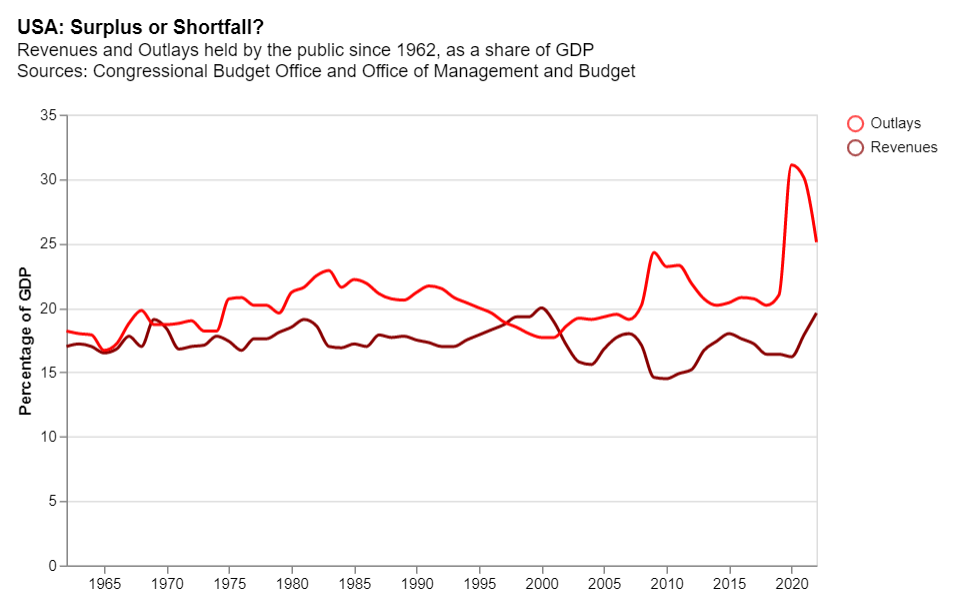 USA: Surplus or Shortfall?
Revenues and Outlays held by the public since 1962, as a share of GDP
Sources: Congressional Budget Office and Office of Management and Budget
Outlays
Revenues
Percentage of GDP
35
30
25
20
15
10
5
0
1965 1970 1975 1980 1985 1990 1995 2000 2005 2010 2015 2020